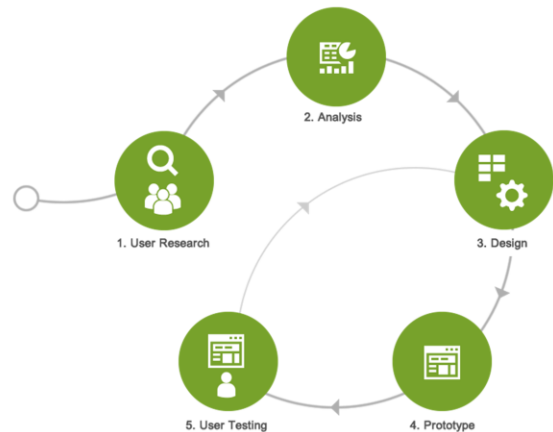 1. User Research
2. Analysis
3. Design
4. Prototype
5. User Testing